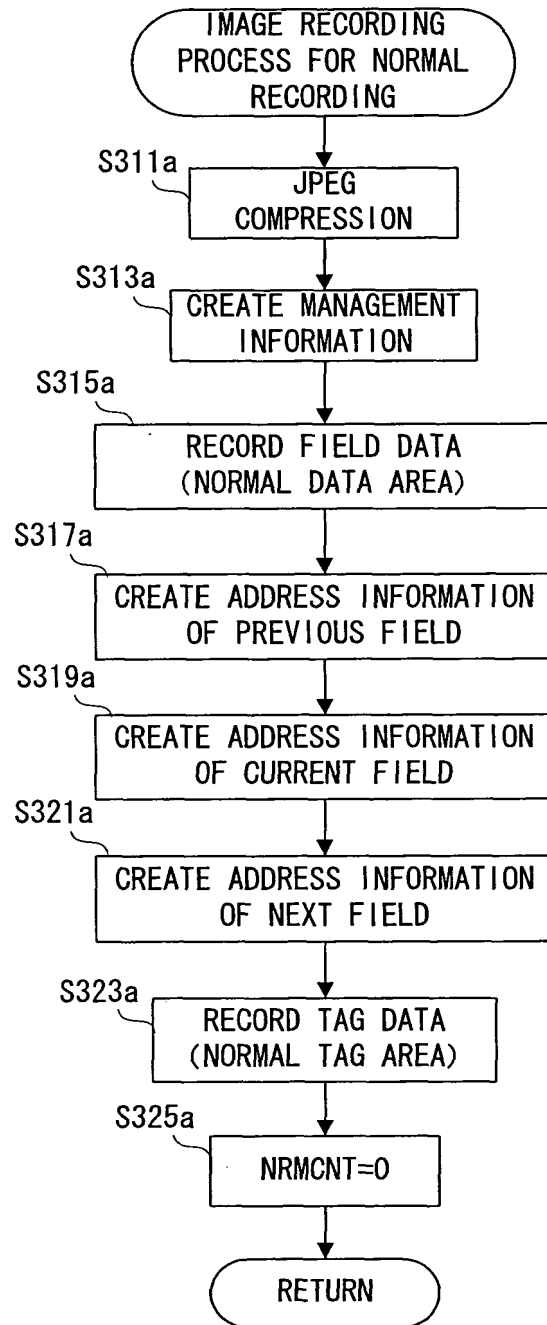 IMAGE RECORDING
PROCESS FOR NORMAL
RECORDING
S311a
JPEG
COMPRESSION
S313a
CREATE MANAGEMENT
INFORMATION
S315a
RECORD FIELD DATA
(NORMAL DATA AREA)
S317a
CREATE ADDRESS INFORMATION
OF PREVIOUS FIELD
S319a
CREATE ADDRESS INFORMATION
OF CURRENT FIELD
S321a
CREATE ADDRESS INFORMATION
OF NEXT FIELD
S323a
RECORD TAG DATA
(NORMAL TAG AREA)
S325a
NRMCNT=0
RETURN